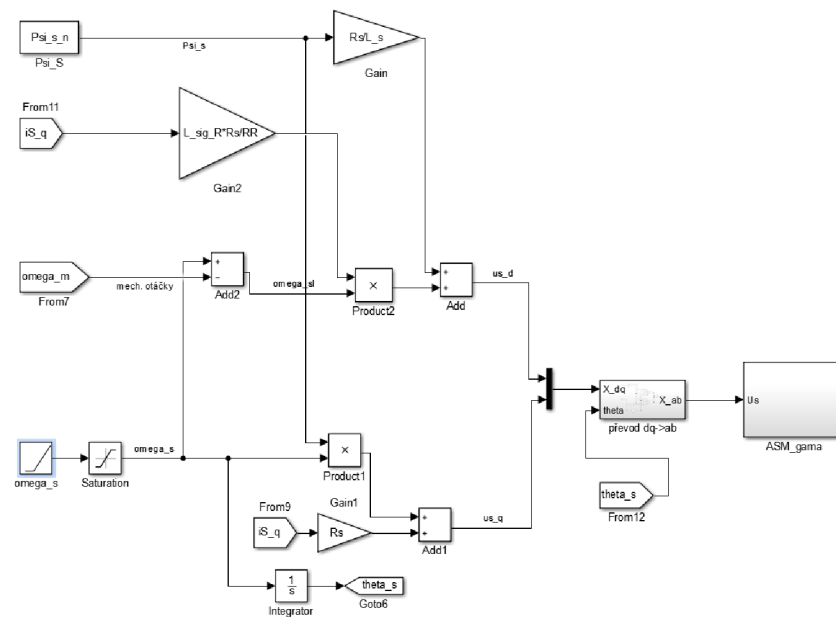 Psi_s_n
Psi_S
Psi_s
Rs/L_s
Gain
From11
iS_q
L_sig_R*Rs/RR
Gain2
omega_m
From7
mech. otáčky
+
−
Add2
omega_sl
×
Product2
+
+
Add
us_d
omega_s
Saturation
omega_s
×
Product1
From9
iS_q
Gain1
Rs
+
+
Add1
us_q
1
s
Integrator
theta_s
Goto6
X_dq
theta
X_ab
převod dq->ab
theta_s
From12
Us
ASM_gama